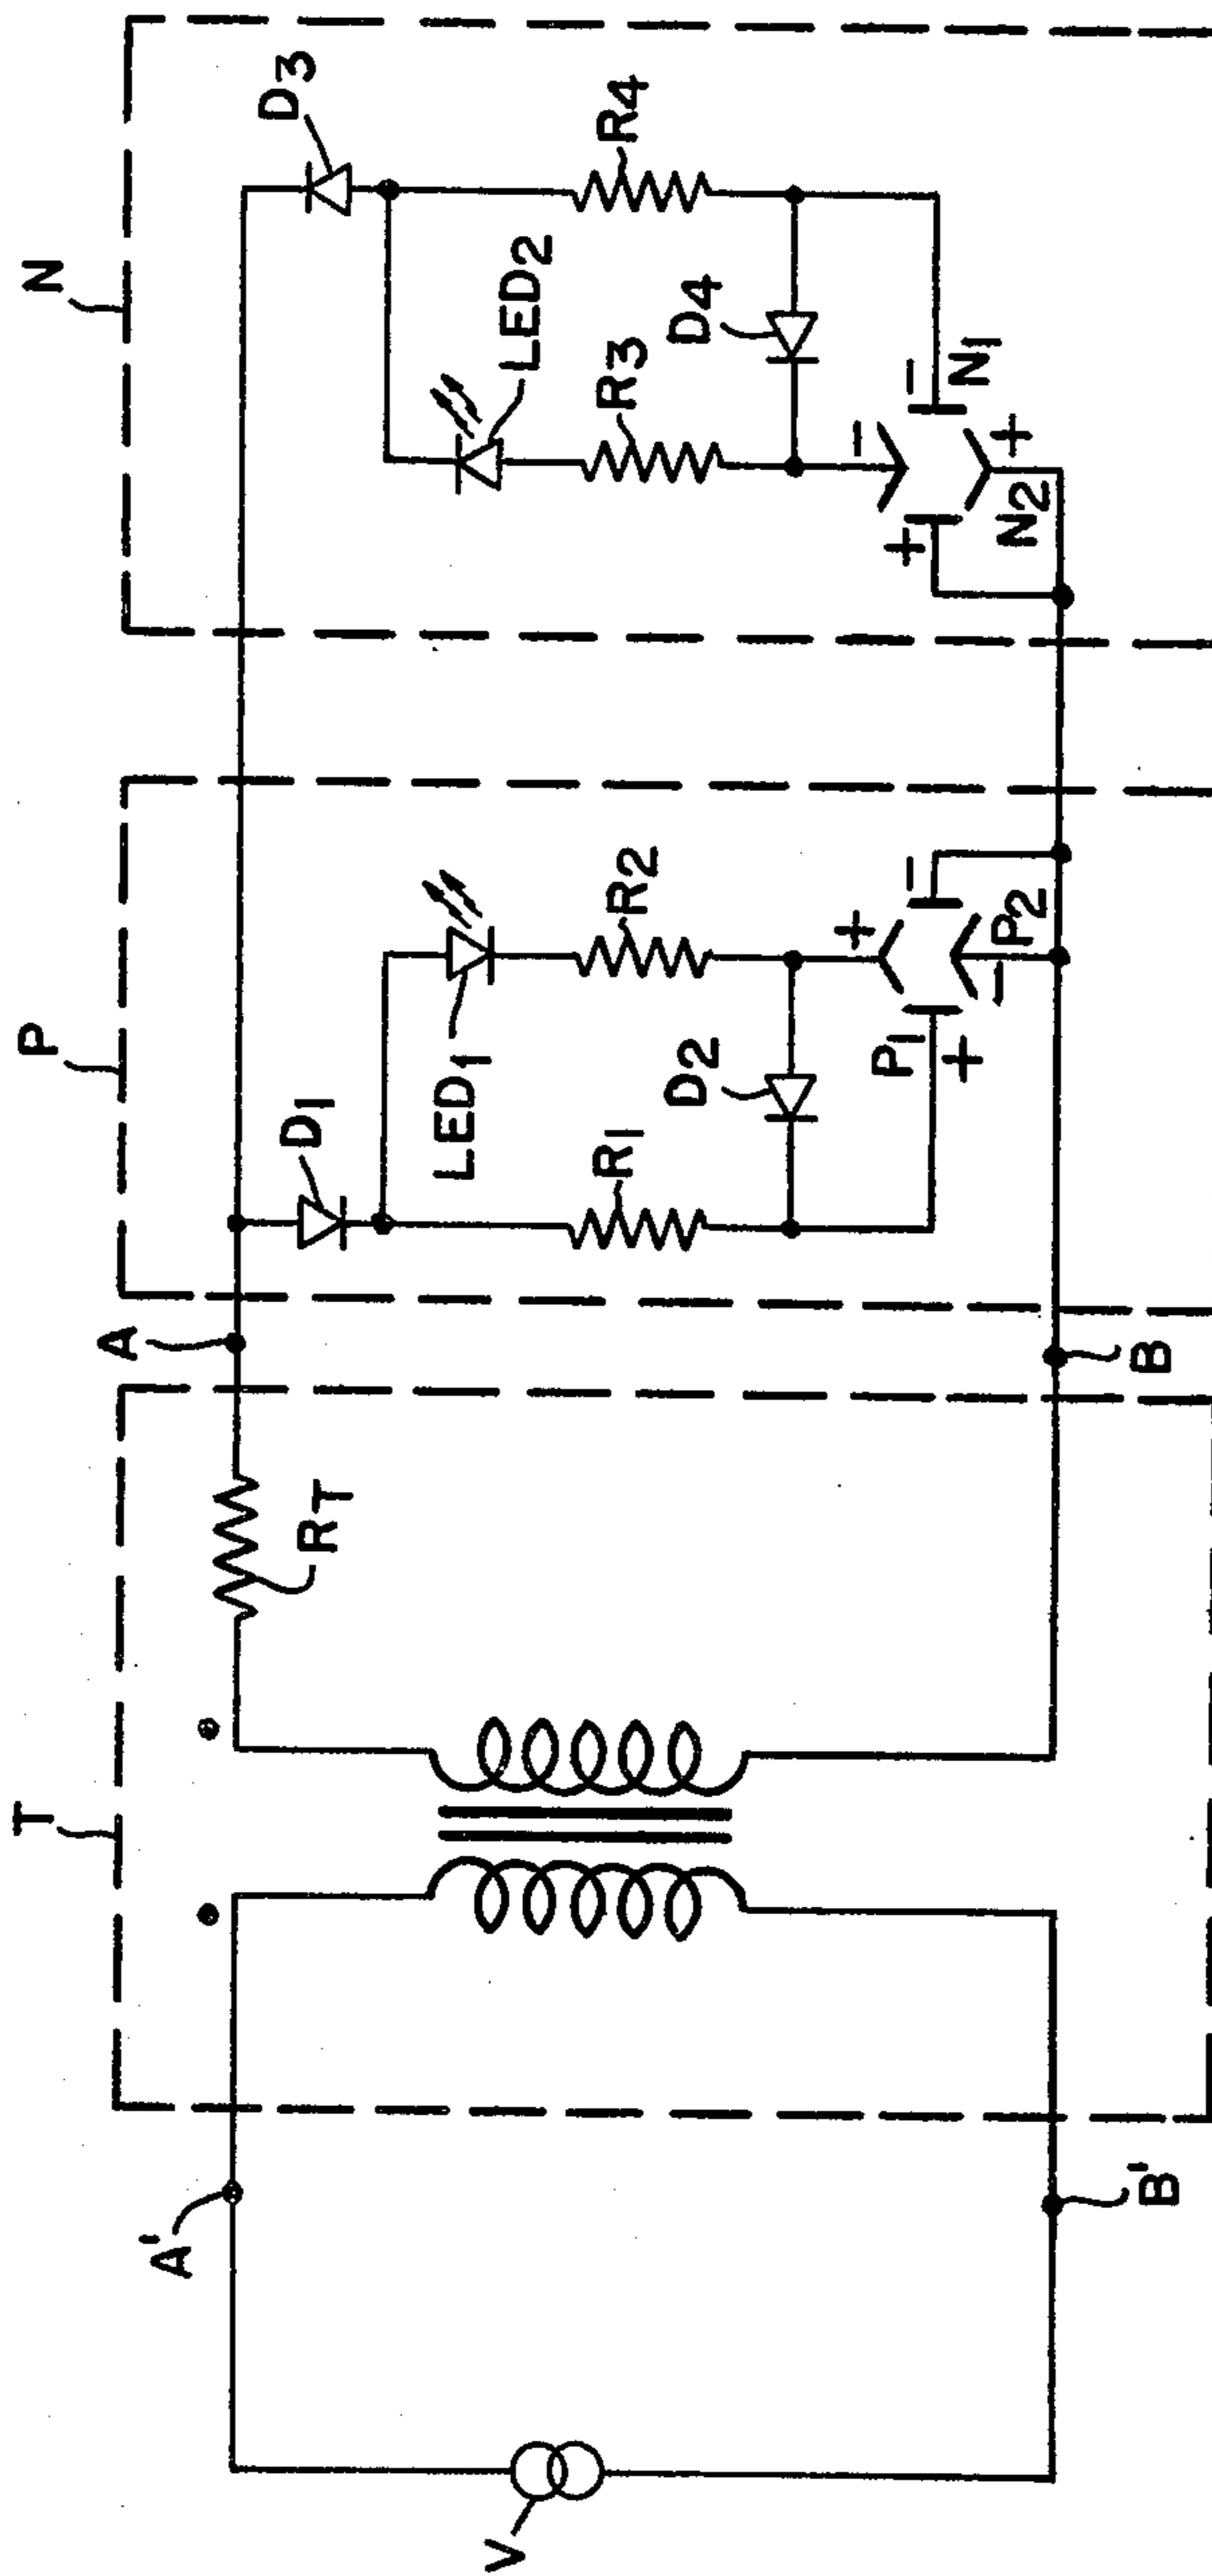 T
P
N
A'
A
RT
D1
D3
LED1
LED2
R1
R2
R3
R4
D2
D4
P1
+
+
−
P2
−
−
−
N1
+
N2
+
V
B'
B